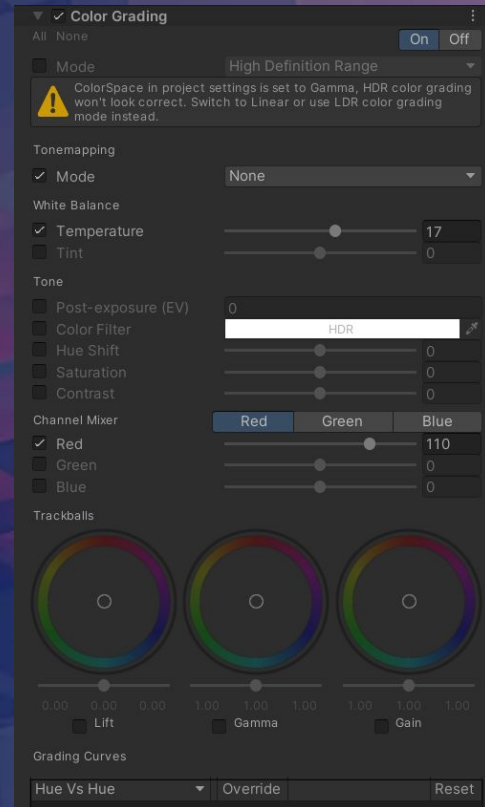 Color Grading
All None On Off
Mode High Definition Range
ColorSpace in project settings is set to Gamma, HDR color grading
won't look correct. Switch to Linear or use LDR color grading
mode instead.
Tonemapping
Mode None
White Balance
Temperature 17
Tint 0
Tone
Post-exposure (EV) 0
Color Filter HDR
Hue Shift 0
Saturation 0
Contrast 0
Channel Mixer Red Green Blue
Red 110
Green 0
Blue 0
Trackballs
0.00 0.00 0.00 1.00 1.00 1.00 1.00 1.00 1.00
Lift Gamma Gain
Grading Curves
Hue Vs Hue Override Reset